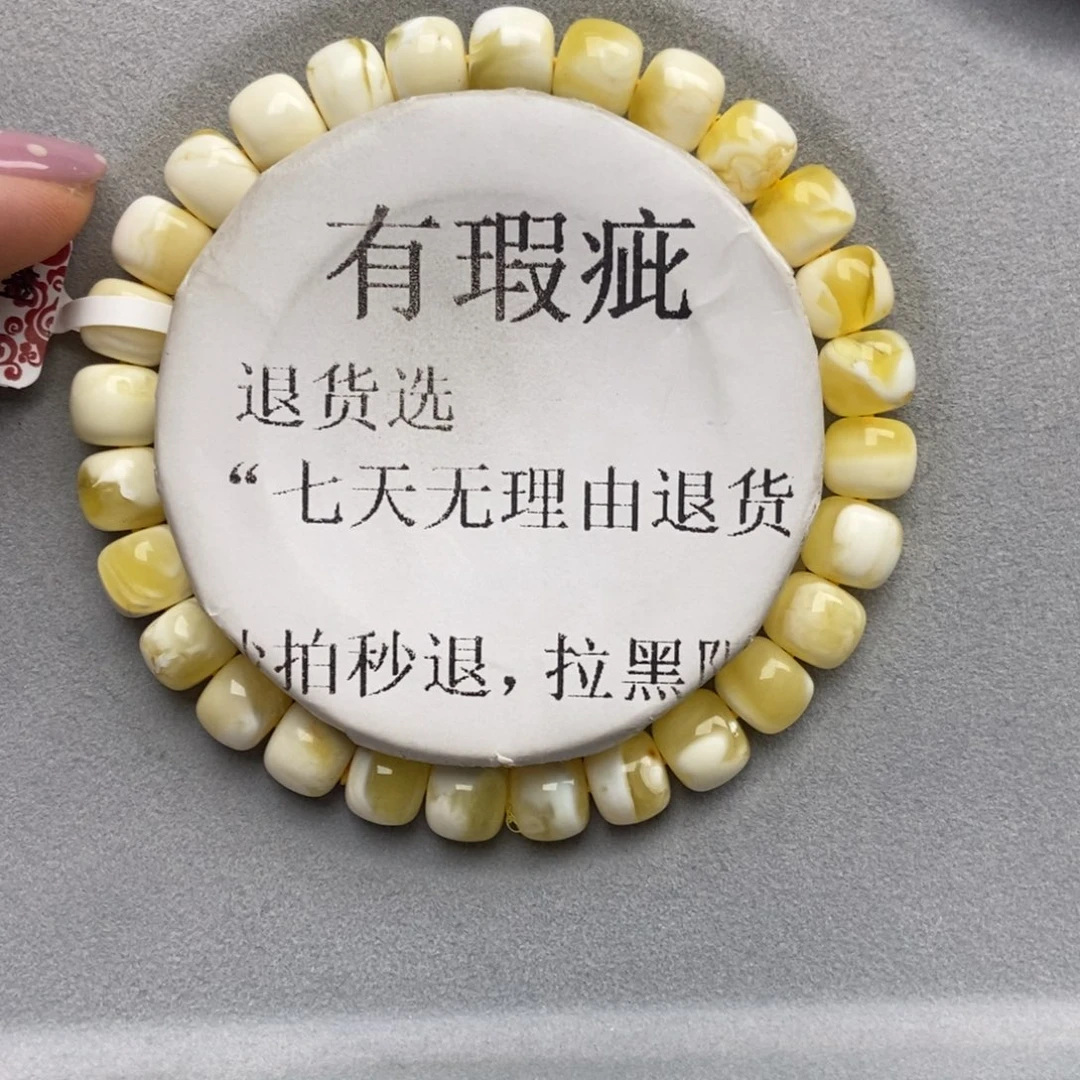 有瑕疵
退货选
“七天无理由退货
拍秒退，拉黑